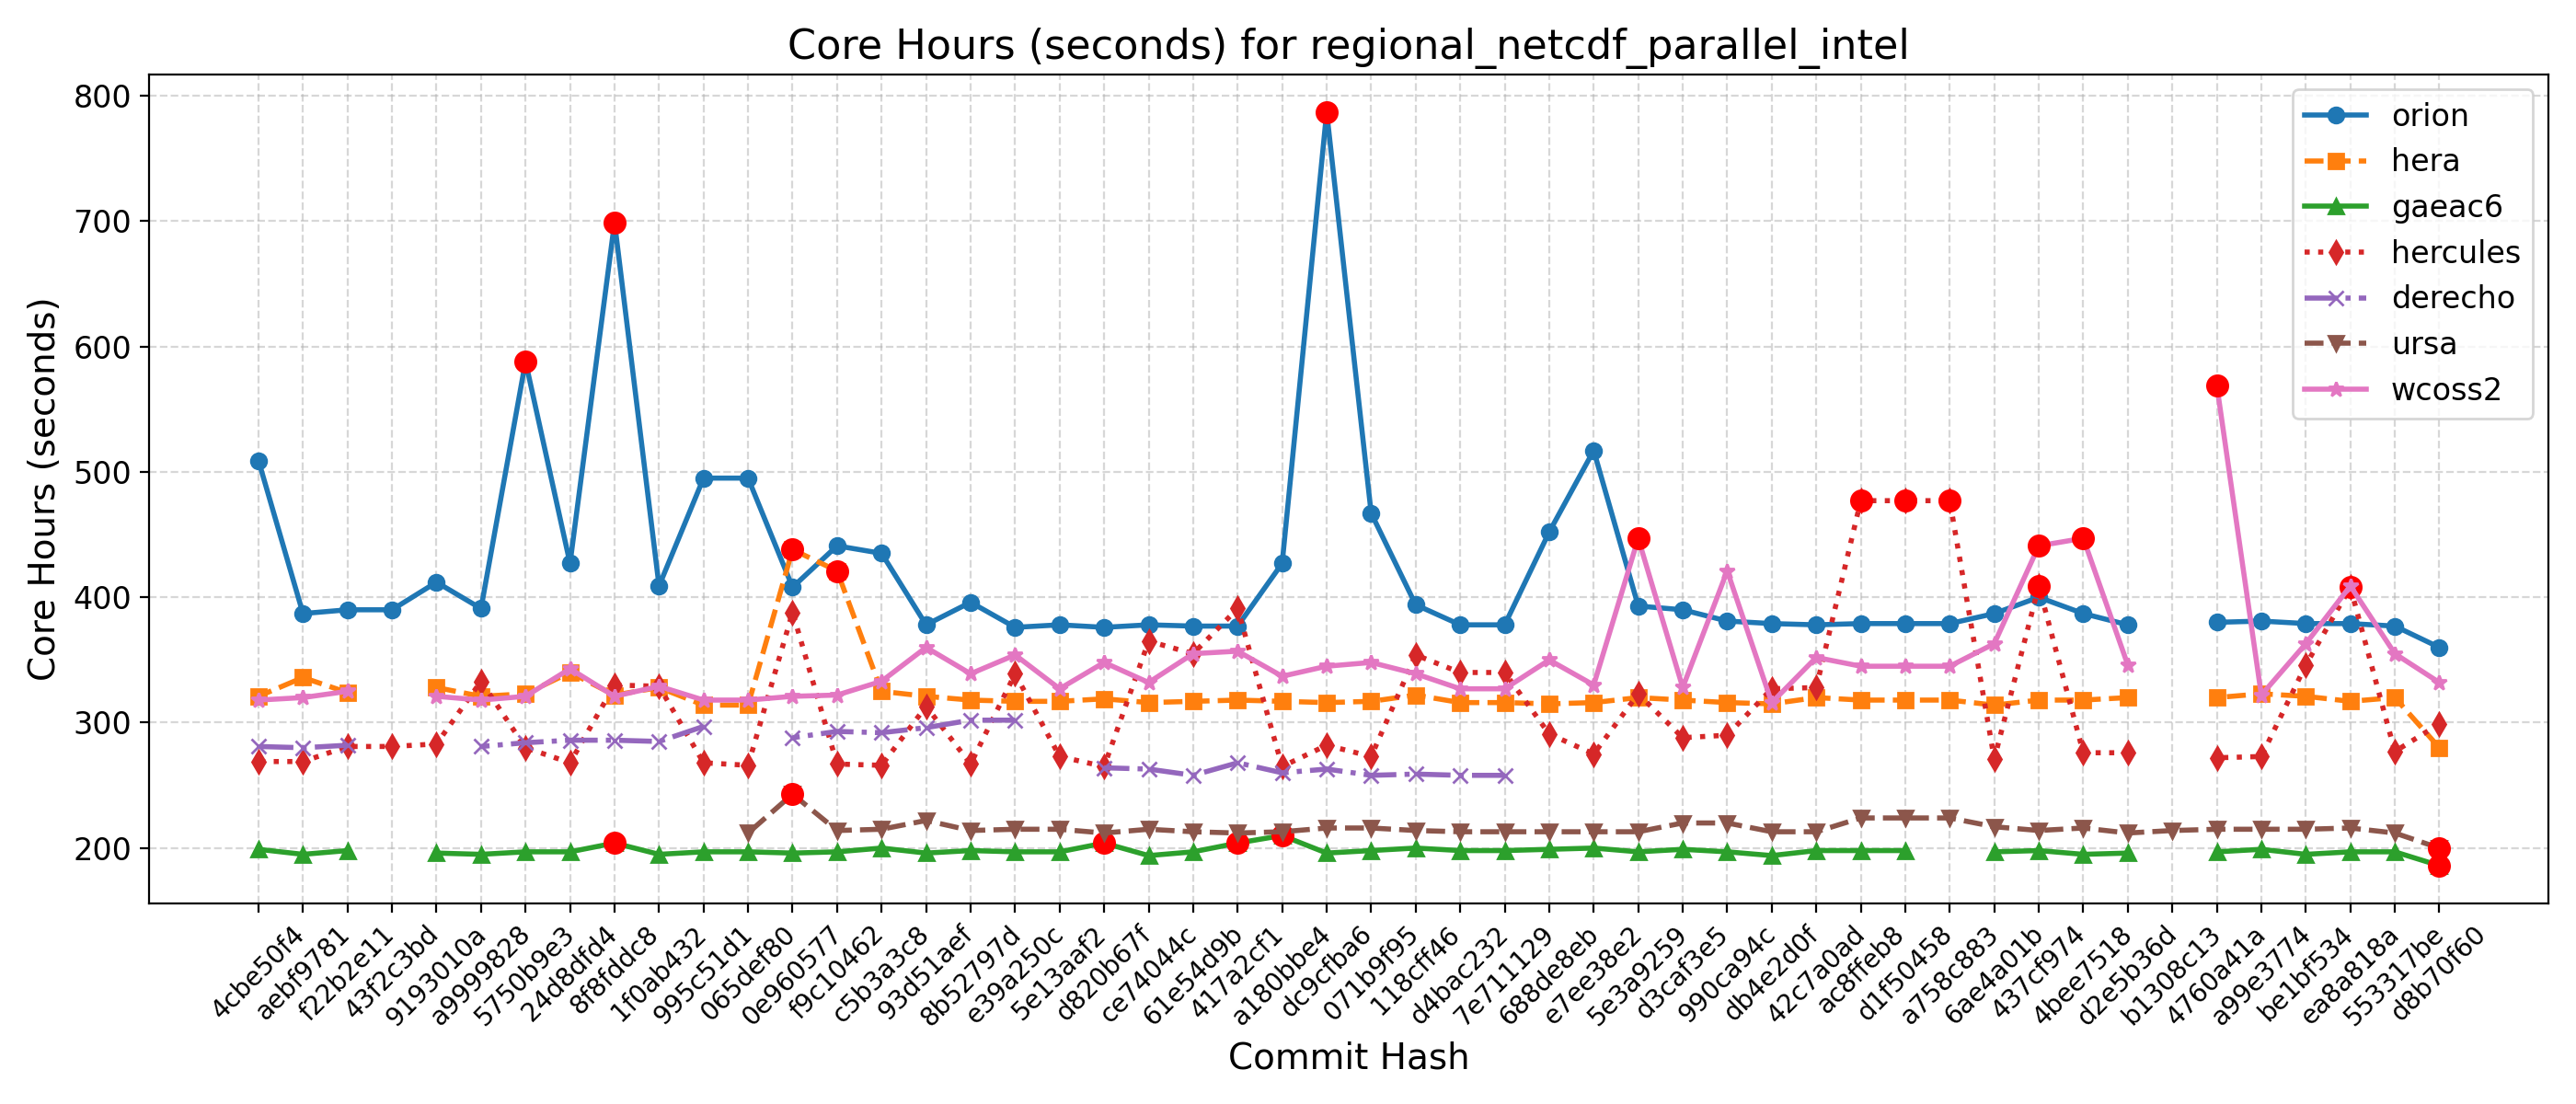 Core Hours (seconds) for regional_netcdf_parallel_intel
Core Hours (seconds)
800
700
600
500
400
300
200
orion
hera
gaeac6
hercules
derecho
ursa
wcoss2
4cbe50f4
aebf9781
f22b2e11
43f2c3bd
9193010a
a9999828
5750b9e3
24d8dfd4
8f8fddc8
1f0ab432
995c51d1
065def80
0e960577
f9c10462
c5b3a3c8
93d51aef
8b52797d
e39a250c
5e13aaf2
d820b67f
ce74044c
61e54d9b
417a2cf1
a180bbe4
dc9cfba6
071b9f95
118cff46
d4bac232
7e711129
688de8eb
e7ee38e2
5e3a9259
d3caf3e5
990ca94c
db4e2d0f
42c7a0ad
ac8ffeb8
d1f50458
a758c883
6ae4a01b
437cf974
4bee7518
d2e5b36d
b1308c13
4760a41a
a99e3774
be1bf534
ea8a818a
553317be
d8b70f60
Commit Hash